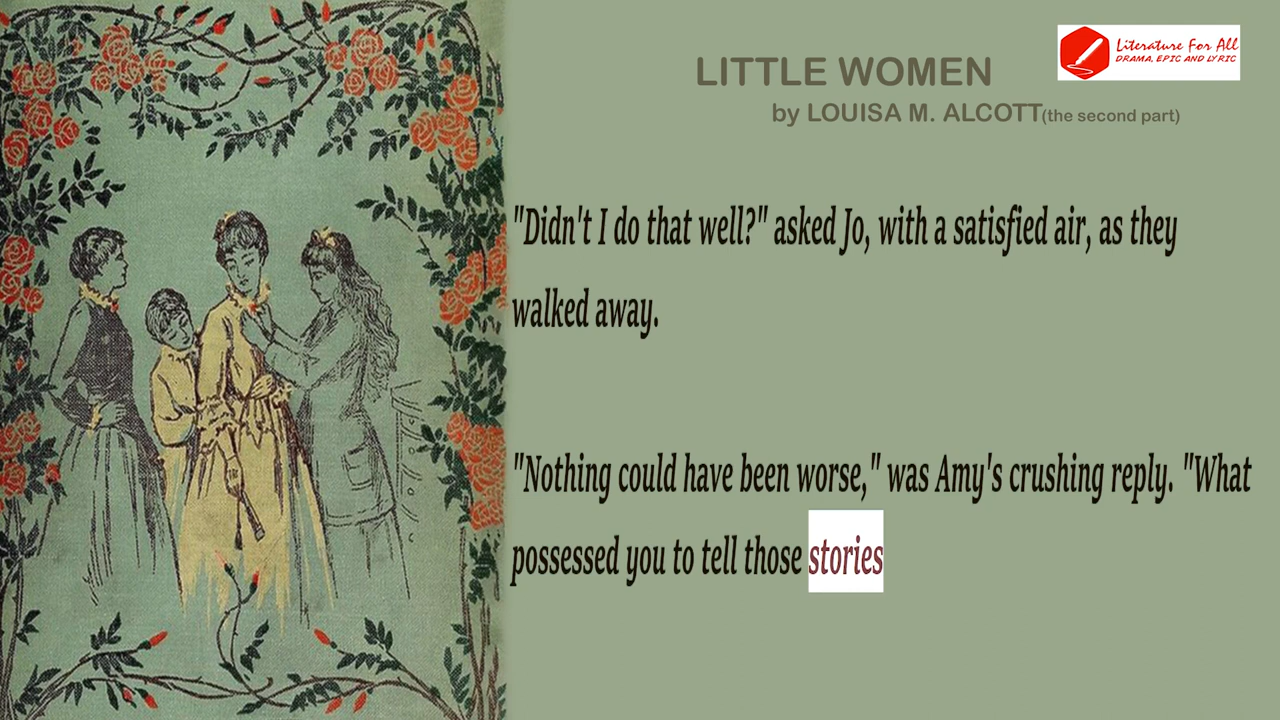 LITTLE WOMEN
Literature For All
DRAMA, EPIC AND LYRIC
by LOUISA M. ALCOTT(the second part)
"Didn't I do that well?" asked Jo, with a satisfied air, as they
walked away.
"Nothing could have been worse," was Amy's crushing reply. "What
possessed you to tell those stories